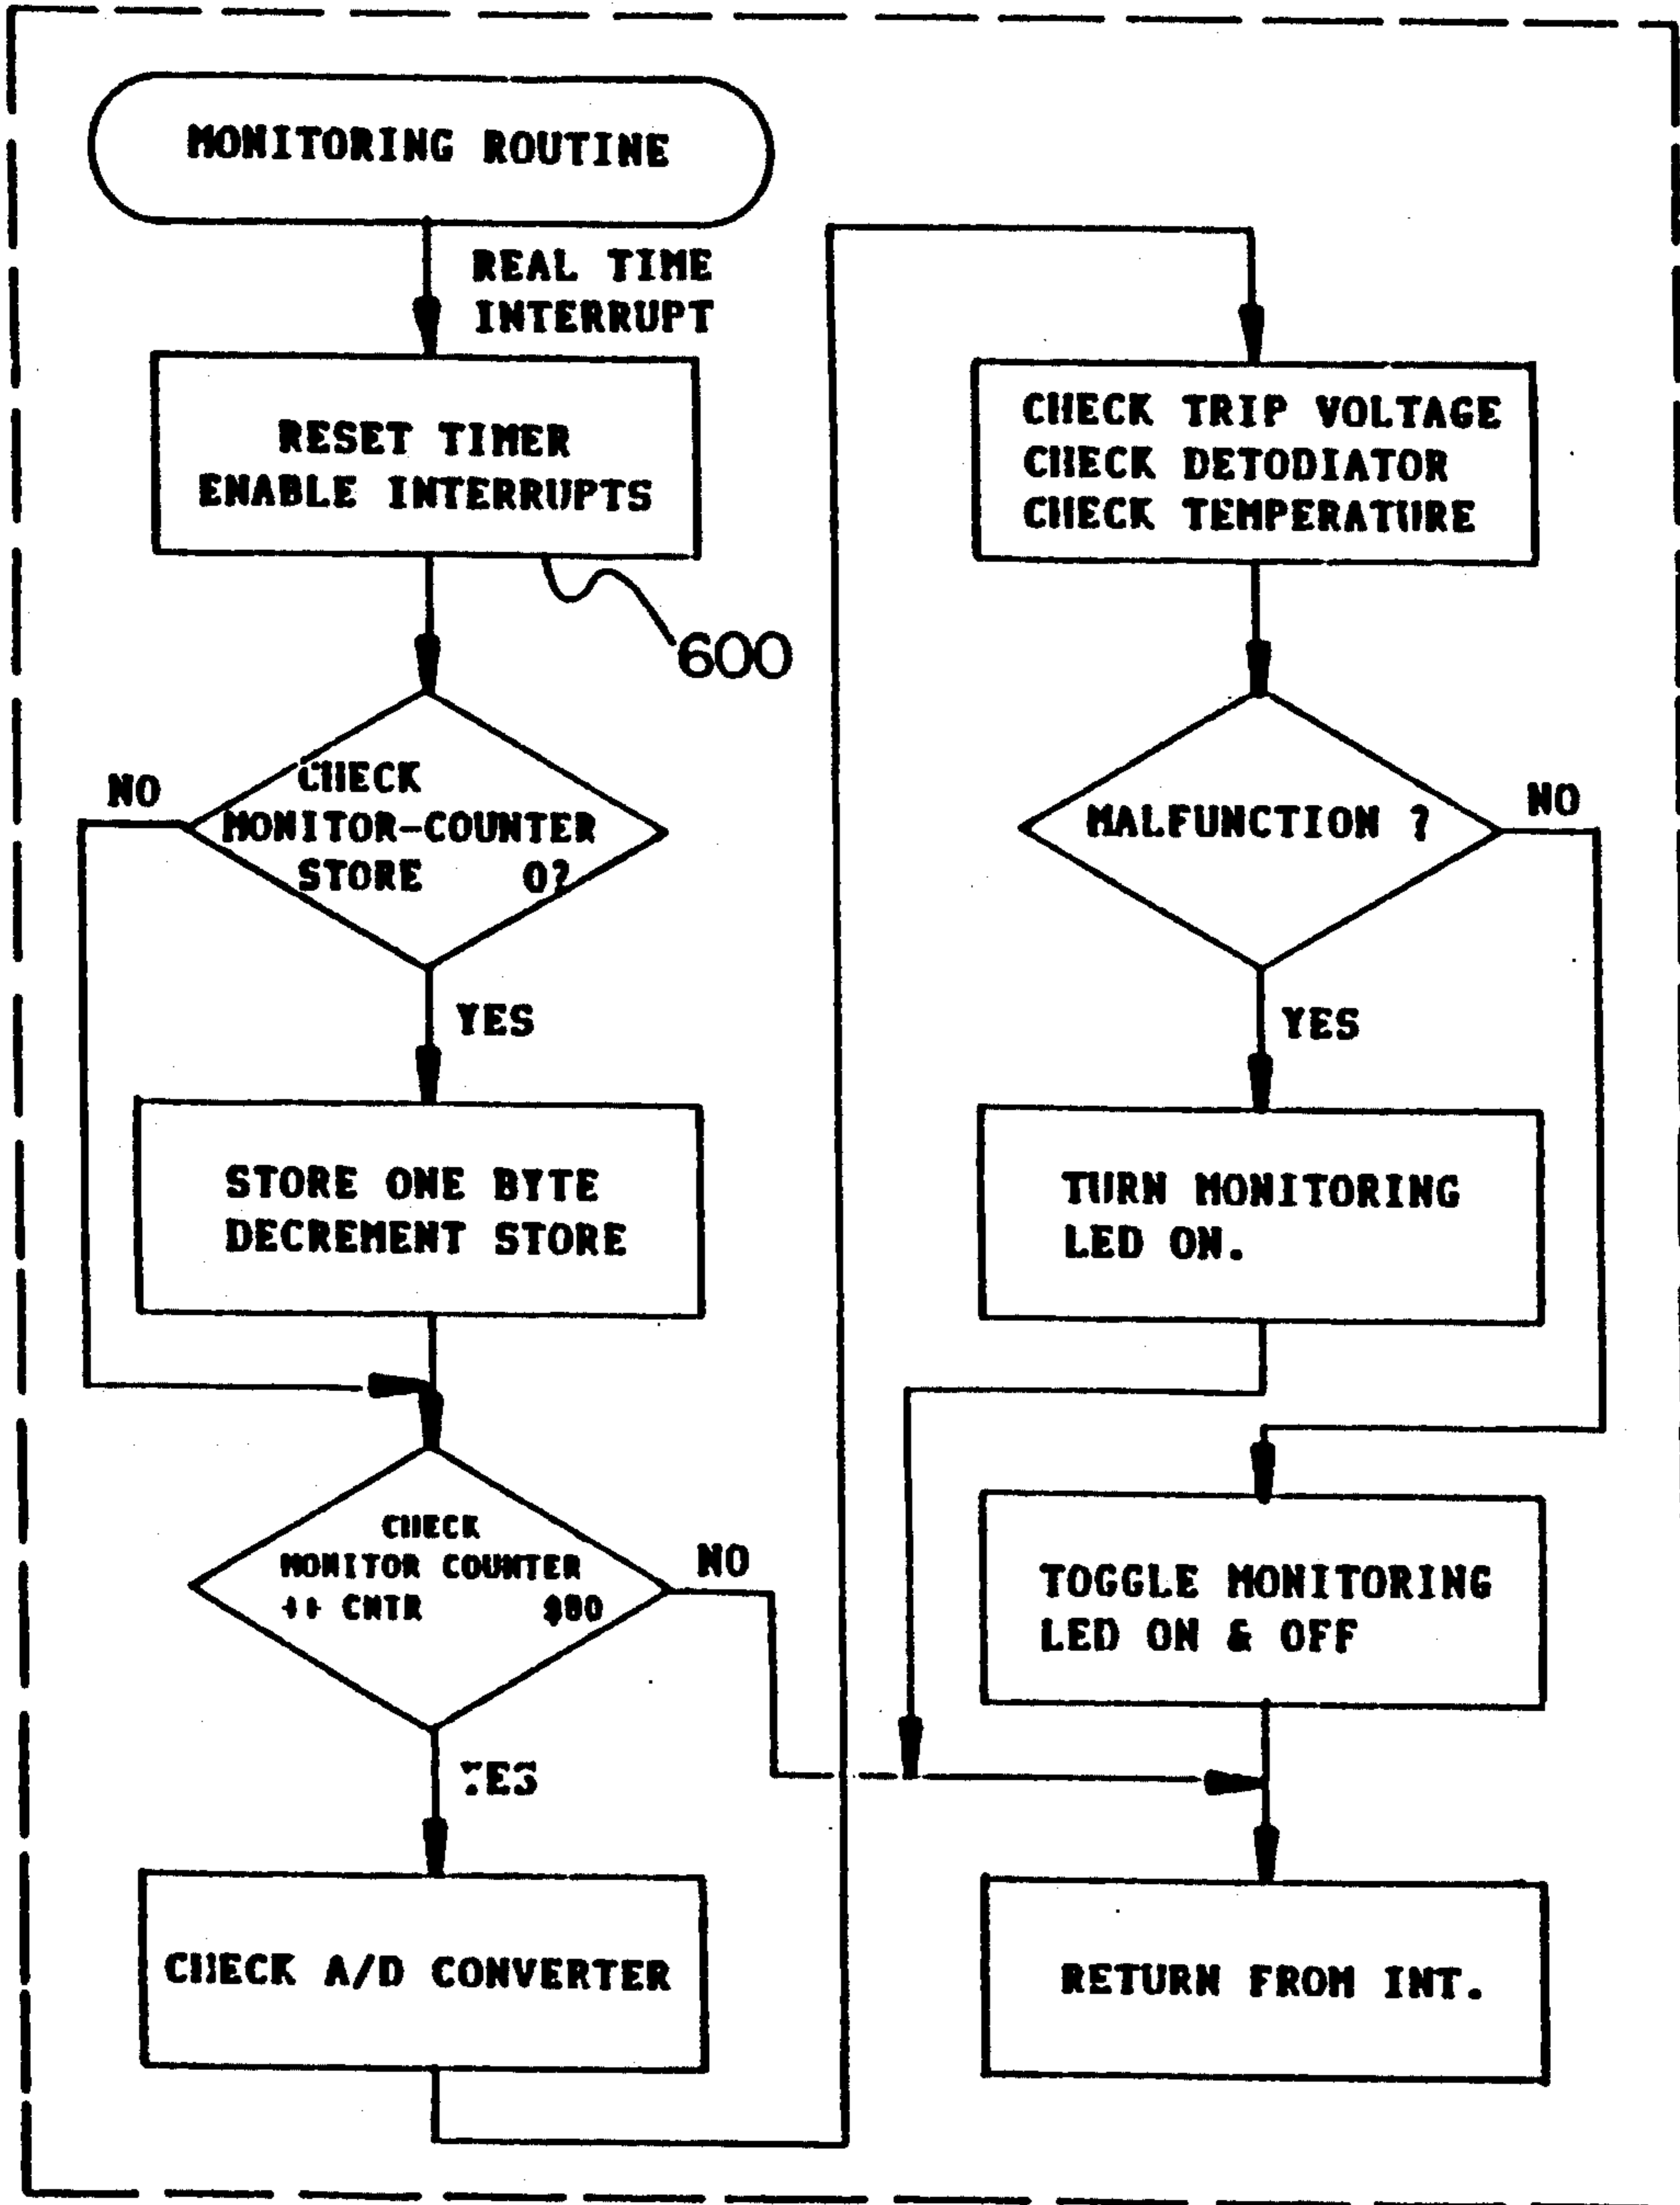 MONITORING ROUTINE
REAL TIME
INTERRUPT
RESET TIMER
ENABLE INTERRUPTS
600
CHECK
MONITOR-COUNTER
STORE 0?
NO
YES
STORE ONE BYTE
DECREMENT STORE
CHECK
MONITOR COUNTER
++ CNTR
NO
YES
CHECK A/D CONVERTER
CHECK TRIP VOLTAGE
CHECK DETODIATOR
CHECK TEMPERATURE
MALFUNCTION ?
NO
YES
TURN MONITORING
LED ON.
TOGGLE MONITORING
LED ON & OFF
RETURN FROM INT.